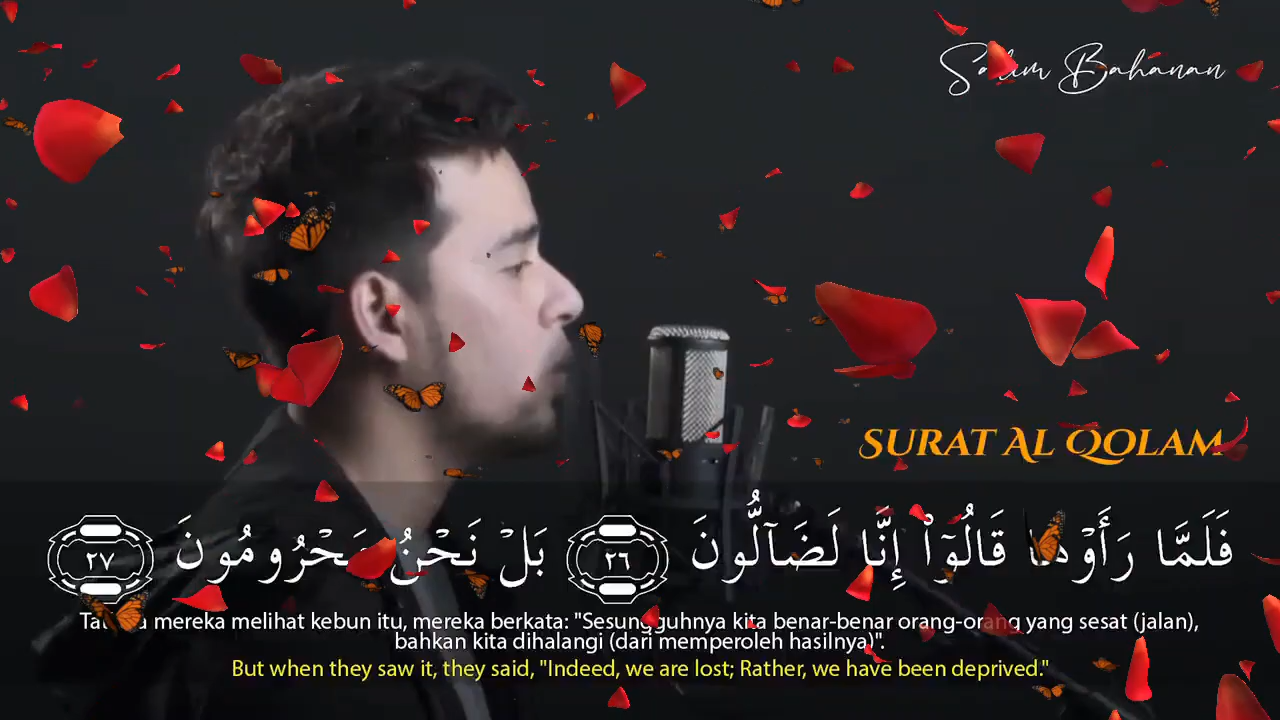 Salim Bahanan
SURAT AL QOLAM
فَلَمَّا رَأَوْهَا قَالُوٓا۟ إِنَّا لَضَآلُّونَ ٢٦ بَلْ نَحْنُ مَحْرُومُونَ ٢٧
Tatkala mereka melihat kebun itu, mereka berkata: "Sesungguhnya kita benar-benar orang-orang yang sesat (jalan),
bahkan kita dihalangi (dari memperoleh hasilnya)".
But when they saw it, they said, "Indeed, we are lost; Rather, we have been deprived."